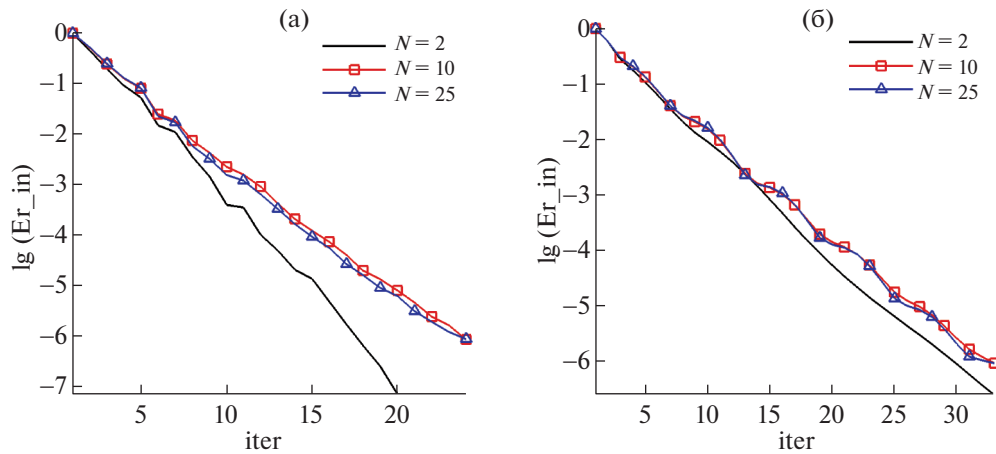 (а)
N = 2
N = 10
N = 25
0
−1
−2
−3
−4
−5
−6
−7
lg (Er_in)
5
10
15
20
iter
(б)
N = 2
N = 10
N = 25
0
−1
−2
−3
−4
−5
−6
lg (Er_in)
5
10
15
20
25
30
iter